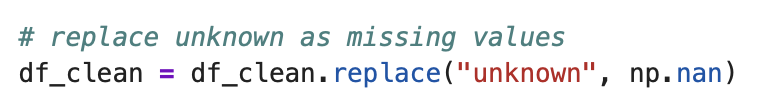 # replace unknown as missing values
df_clean = df_clean.replace("unknown", np.nan)